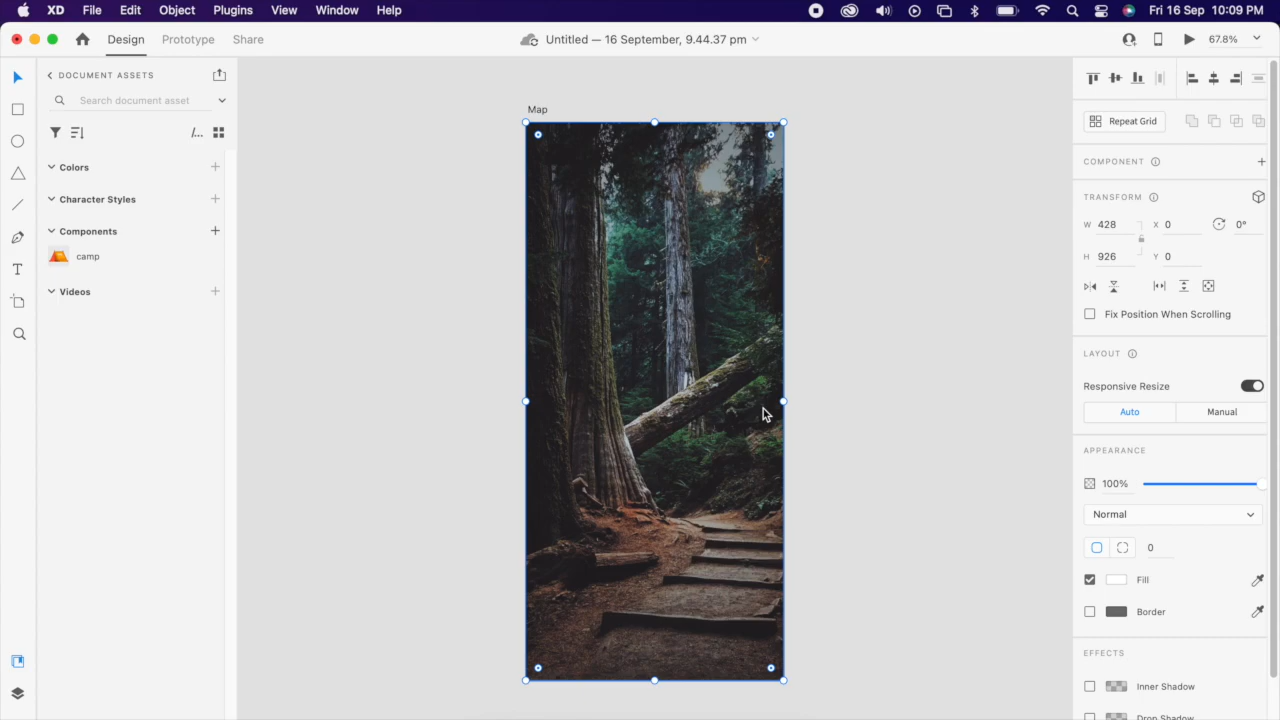 XD File Edit Object Plugins View Window Help Fri 16 Sep 10:09 PM
Design Prototype Share Untitled — 16 September, 9.44.37 pm 67.8%
DOCUMENT ASSETS
Search document asset
/...
Colors
Character Styles
Components
camp
Videos
Map
Repeat Grid
COMPONENT
TRANSFORM
W 428 X 0 0°
H 926 Y 0
Fix Position When Scrolling
LAYOUT
Responsive Resize
Auto Manual
APPEARANCE
100%
Normal
0
Fill
Border
EFFECTS
Inner Shadow
Drop Shadow